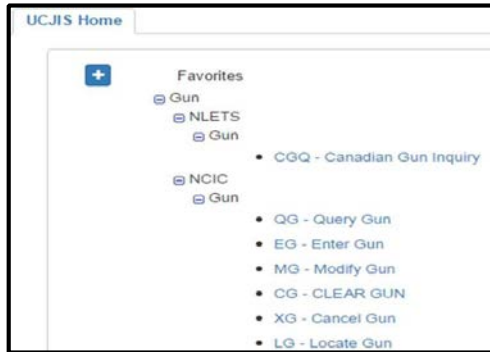 UCJIS Home
Favorites
Gun
NLETS
Gun
CGQ - Canadian Gun Inquiry
NCIC
Gun
QG - Query Gun
EG - Enter Gun
MG - Modify Gun
CG - CLEAR GUN
XG - Cancel Gun
LG - Locate Gun